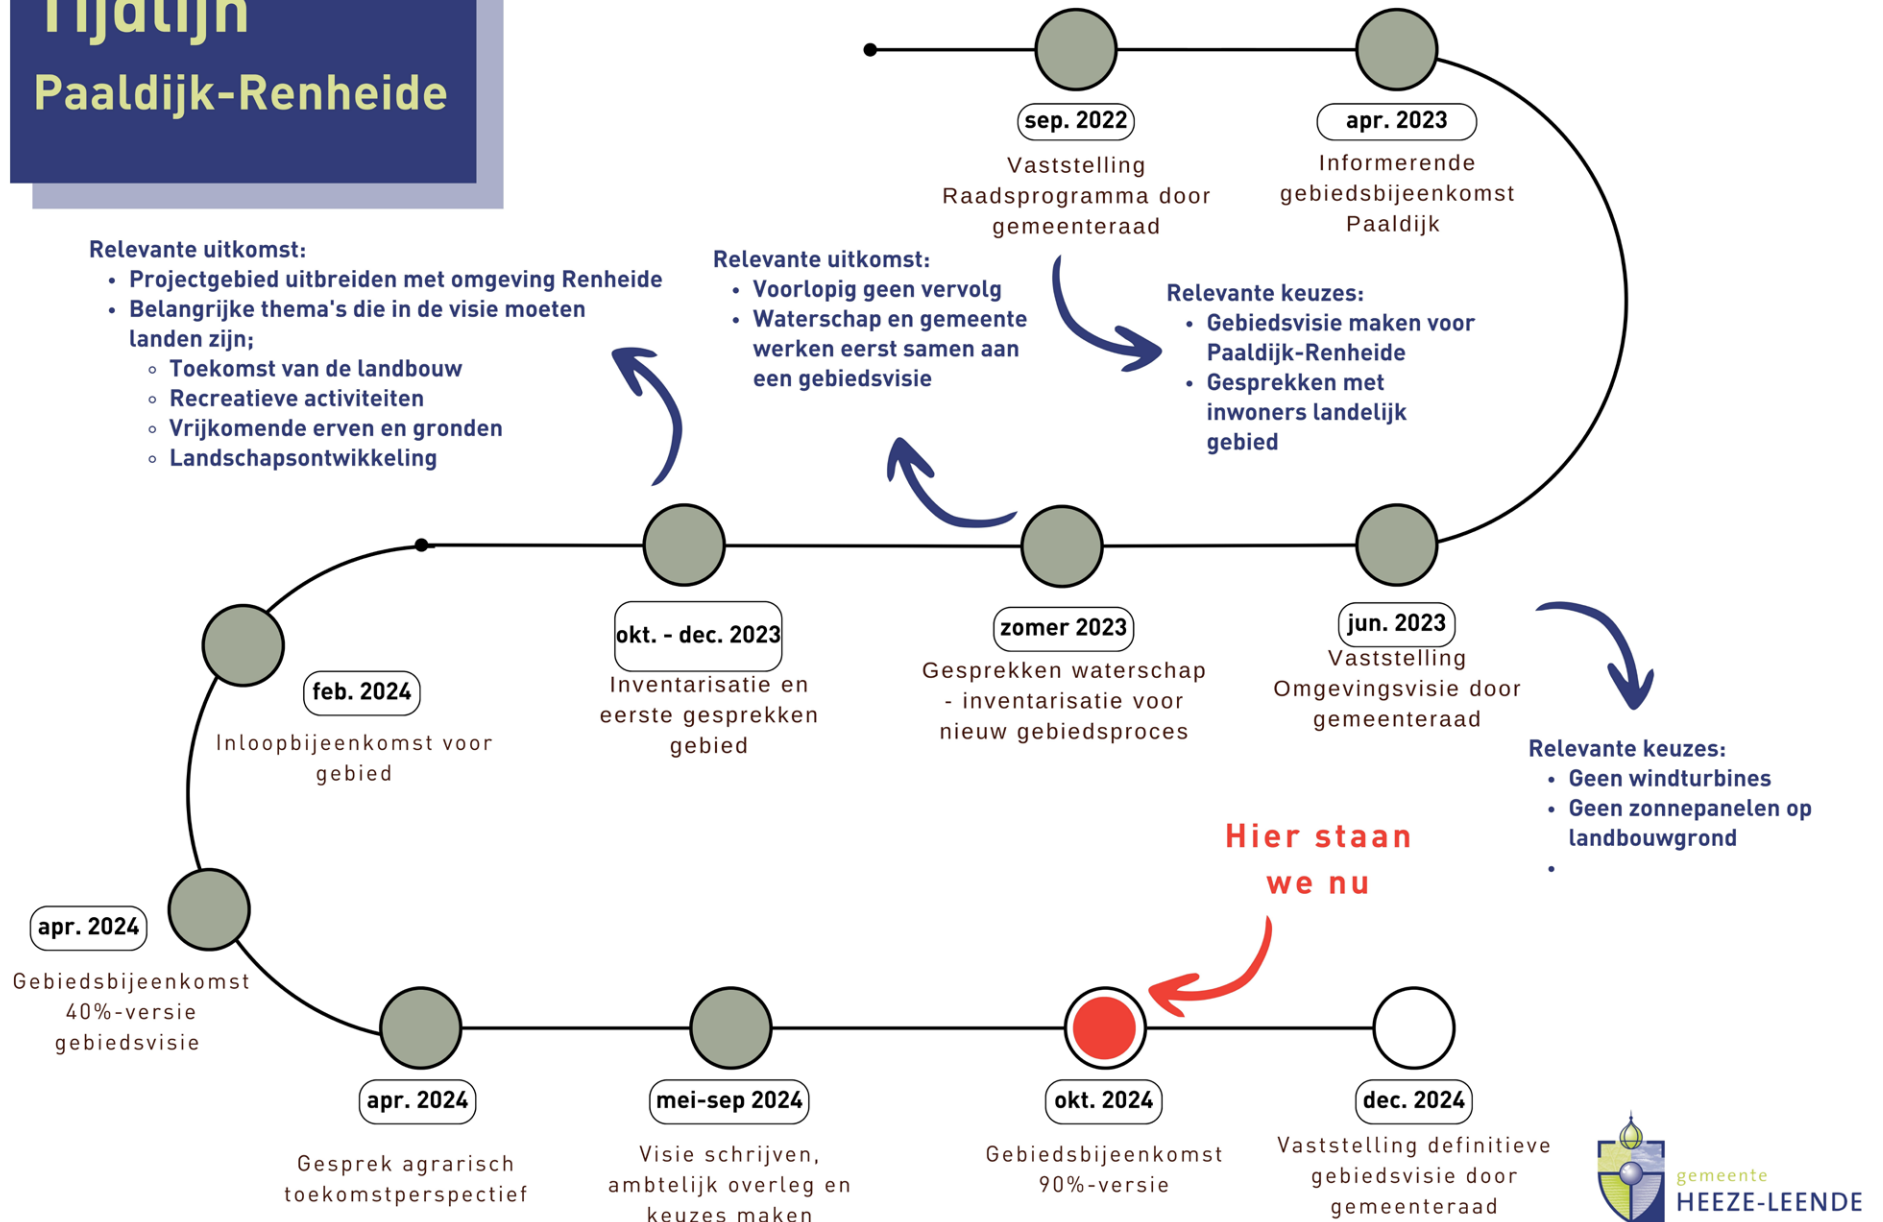 Tijdlijn
Paaldijk-Renheide
sep. 2022
Vaststelling
Raadsprogramma door
gemeenteraad
apr. 2023
Informerende
gebiedsbijeenkomst
Paaldijk
Relevante keuzes:
• Gebiedsvisie maken voor
Paaldijk-Renheide
• Gesprekken met
inwoners landelijk
gebied
Relevante uitkomst:
• Voorlopig geen vervolg
• Waterschap en gemeente
werken eerst samen aan
een gebiedsvisie
Relevante uitkomst:
• Projectgebied uitbreiden met omgeving Renheide
• Belangrijke thema's die in de visie moeten
landen zijn;
◦ Toekomst van de landbouw
◦ Recreatieve activiteiten
◦ Vrijkomende erven en gronden
◦ Landschapsontwikkeling
jun. 2023
Vaststelling
Omgevingsvisie door
gemeenteraad
Relevante keuzes:
• Geen windturbines
• Geen zonnepanelen op
landbouwgrond
•
zomer 2023
Gesprekken waterschap
- inventarisatie voor
nieuw gebiedsproces
okt. - dec. 2023
Inventarisatie en
eerste gesprekken
gebied
feb. 2024
Inloopbijeenkomst voor
gebied
apr. 2024
Gebiedsbijeenkomst
40%-versie
gebiedsvisie
apr. 2024
Gesprek agrarisch
toekomstperspectief
mei-sep 2024
Visie schrijven,
ambtelijk overleg en
keuzes maken
Hier staan
we nu
okt. 2024
Gebiedsbijeenkomst
90%-versie
dec. 2024
Vaststelling definitieve
gebiedsvisie door
gemeenteraad
gemeente
HEEZE-LEENDE